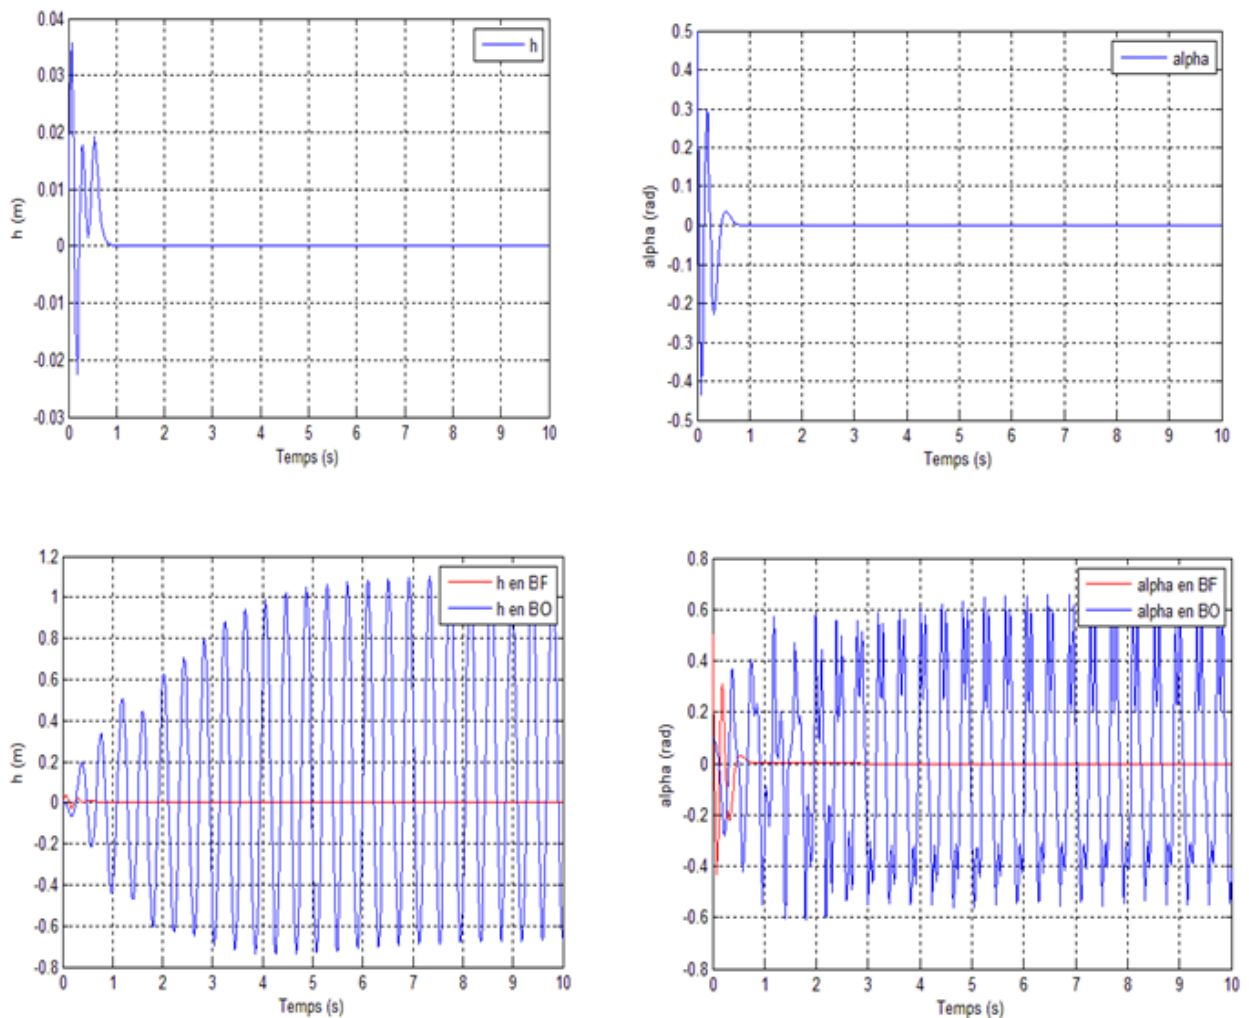 0.04
0.03
0.02
0.01
0
-0.01
-0.02
-0.03
h (m)
h
0 1 2 3 4 5 6 7 8 9 10
Temps (s)
0.5
0.4
0.3
0.2
0.1
0
-0.1
-0.2
-0.3
-0.4
-0.5
alpha (rad)
alpha
0 1 2 3 4 5 6 7 8 9 10
Temps (s)
1.2
1
0.8
0.6
0.4
0.2
0
-0.2
-0.4
-0.6
-0.8
h (m)
h en BF
h en BO
0 1 2 3 4 5 6 7 8 9 10
Temps (s)
0.8
0.6
0.4
0.2
0
-0.2
-0.4
-0.6
-0.8
alpha (rad)
alpha en BF
alpha en BO
0 1 2 3 4 5 6 7 8 9 10
Temps (s)